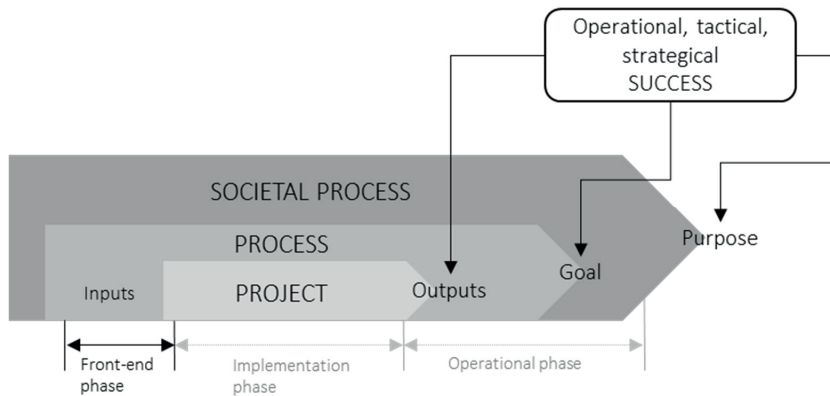 Operational, tactical,
strategical
SUCCESS
SOCIETAL PROCESS
PROCESS
Purpose
Goal
Inputs
PROJECT
Outputs
Front-end
phase
Implementation
phase
Operational phase